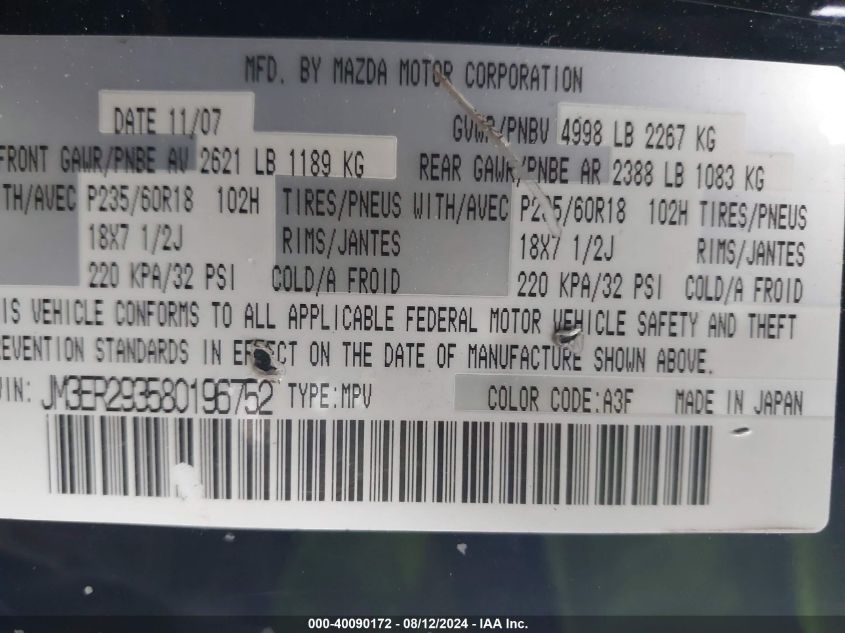 MFD. BY MAZDA MOTOR CORPORATION
DATE 11/07 GVWR/PNBV 4998 LB 2267 KG
FRONT GAWR/PNBE AV 2621 LB 1189 KG REAR GAWR/PNBE AR 2388 LB 1083 KG
TH/AVEC P235/60R18 102H TIRES/PNEUS WITH/AVEC P235/60R18 102H TIRES/PNEUS
18X7 1/2J RIMS/JANTES 18X7 1/2J RIMS/JANTES
220 KPA/32 PSI COLD/A FROID 220 KPA/32 PSI COLD/A FROID
IS VEHICLE CONFORMS TO ALL APPLICABLE FEDERAL MOTOR VEHICLE SAFETY AND THEFT
EVENTION STANDARDS IN EFFECT ON THE DATE OF MANUFACTURE SHOWN ABOVE.
VIN: JM3ER293580196752 TYPE:MPV COLOR CODE:A3F MADE IN JAPAN
000-40090172 - 08/12/2024 - IAA Inc.